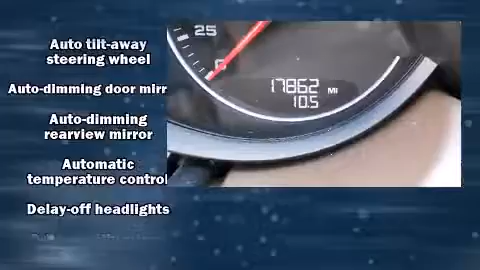 Auto tilt-away
steering wheel
Auto-dimming door mirr
Auto-dimming
rearview mirror
Automatic
temperature control
Delay-off headlights
25
0
17862 MI
10.5